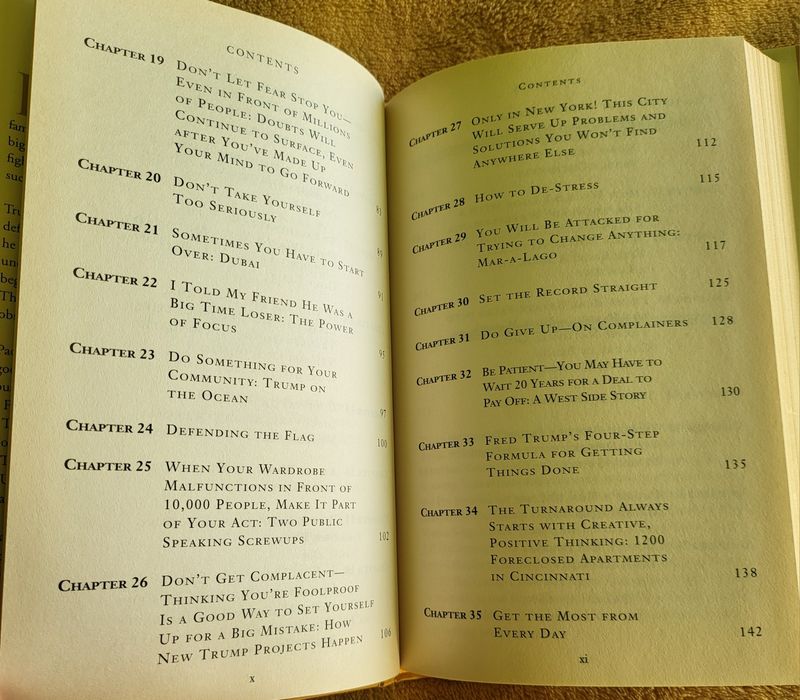 CONTENTS
CHAPTER 19 DON'T LET FEAR STOP YOU—
EVEN IN FRONT OF MILLIONS
OF PEOPLE: DOUBTS WILL
CONTINUE TO SURFACE, EVEN
AFTER YOU'VE MADE UP
YOUR MIND TO GO FORWARD
CHAPTER 20 DON'T TAKE YOURSELF
TOO SERIOUSLY
CHAPTER 21 SOMETIMES YOU HAVE TO START
OVER: DUBAI
CHAPTER 22 I TOLD MY FRIEND HE WAS A
BIG TIME LOSER: THE POWER
OF FOCUS 95
CHAPTER 23 DO SOMETHING FOR YOUR
COMMUNITY: TRUMP ON
THE OCEAN 97
CHAPTER 24 DEFENDING THE FLAG 100
CHAPTER 25 WHEN YOUR WARDROBE
MALFUNCTIONS IN FRONT OF
10,000 PEOPLE, MAKE IT PART
OF YOUR ACT: TWO PUBLIC
SPEAKING SCREWUPS 102
CHAPTER 26 DON'T GET COMPLACENT—
THINKING YOU'RE FOOLPROOF
IS A GOOD WAY TO SET YOURSELF
UP FOR A BIG MISTAKE: HOW
NEW TRUMP PROJECTS HAPPEN 106
x
CONTENTS
CHAPTER 27 ONLY IN NEW YORK! THIS CITY
WILL SERVE UP PROBLEMS AND
SOLUTIONS YOU WON'T FIND
ANYWHERE ELSE 112
CHAPTER 28 HOW TO DE-STRESS 115
CHAPTER 29 YOU WILL BE ATTACKED FOR
TRYING TO CHANGE ANYTHING:
MAR-A-LAGO 117
CHAPTER 30 SET THE RECORD STRAIGHT 125
CHAPTER 31 DO GIVE UP—ON COMPLAINERS 128
CHAPTER 32 BE PATIENT—YOU MAY HAVE TO
WAIT 20 YEARS FOR A DEAL TO
PAY OFF: A WEST SIDE STORY 130
CHAPTER 33 FRED TRUMP'S FOUR-STEP
FORMULA FOR GETTING
THINGS DONE 135
CHAPTER 34 THE TURNAROUND ALWAYS
STARTS WITH CREATIVE,
POSITIVE THINKING: 1200
FORECLOSED APARTMENTS
IN CINCINNATI 138
CHAPTER 35 GET THE MOST FROM
EVERY DAY 142
xi